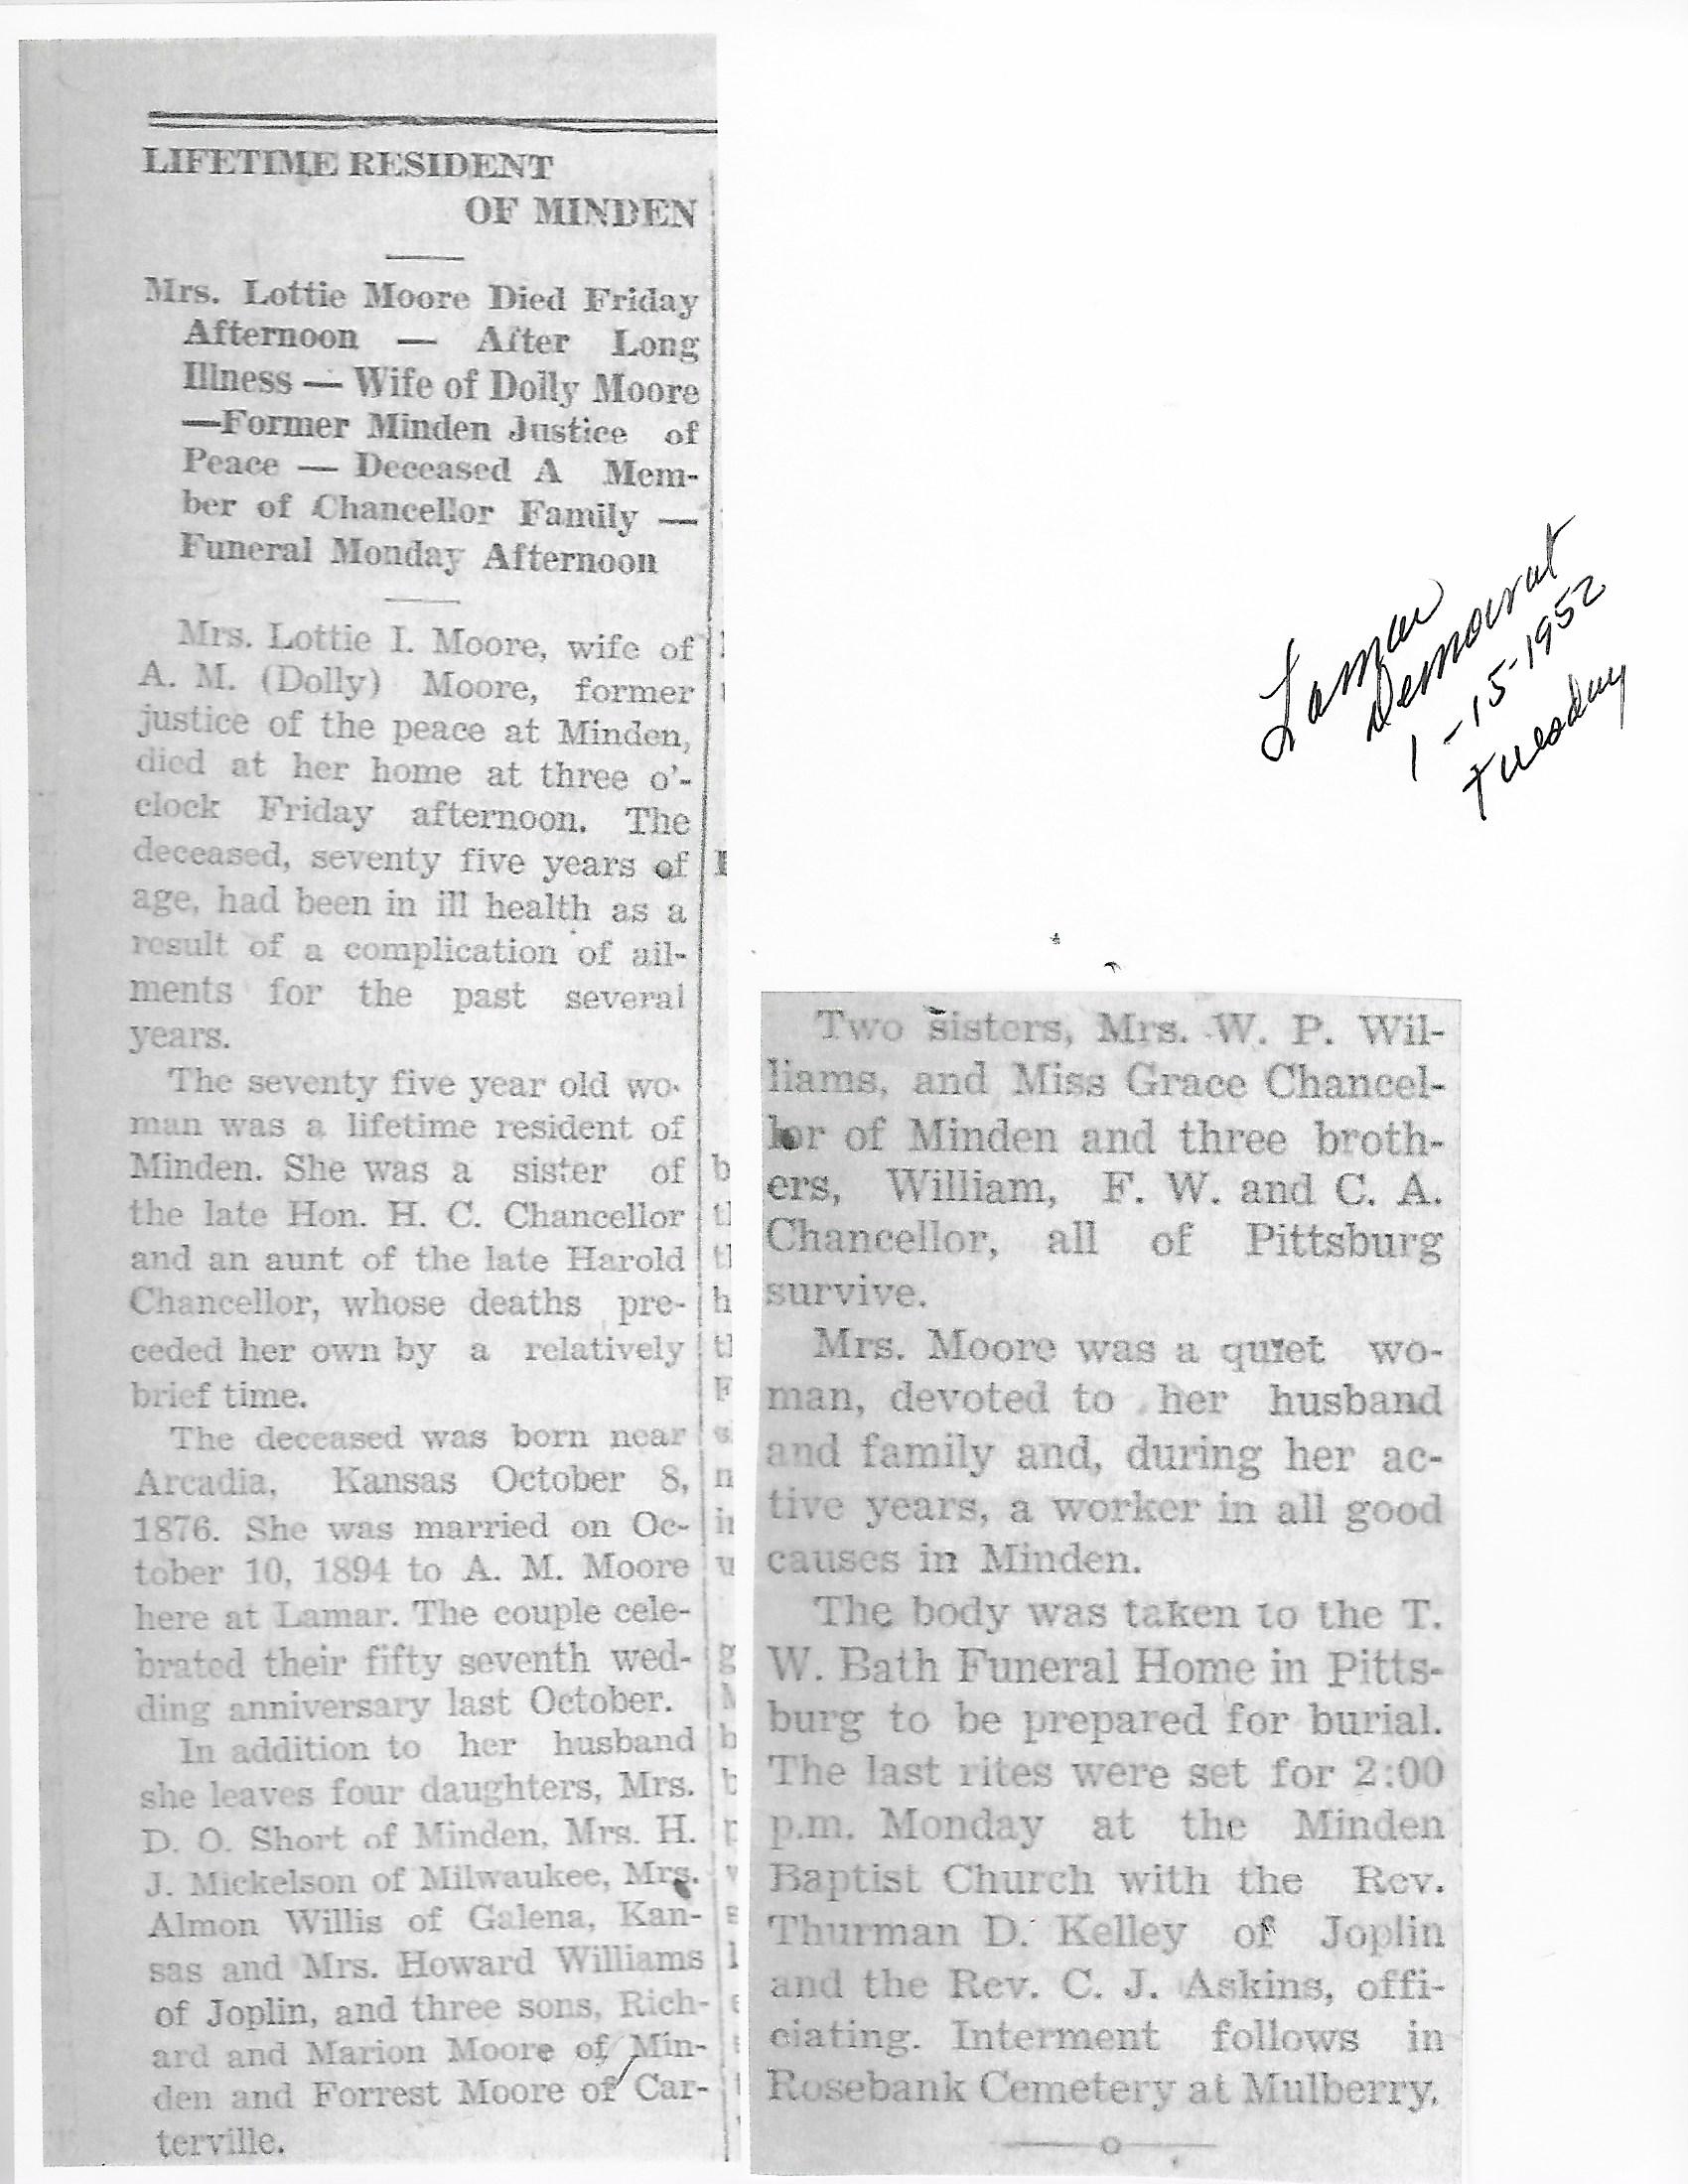 LIFETIME RESIDENT
OF MINDEN
Mrs. Lottie Moore Died Friday
Afternoon — After Long
Illness — Wife of Dolly Moore
—Former Minden Justice of
Peace — Deceased A Mem-
ber of Chancellor Family —
Funeral Monday Afternoon
Mrs. Lottie I. Moore, wife of
A. M. (Dolly) Moore, former
justice of the peace at Minden,
died at her home at three o'-
clock Friday afternoon. The
deceased, seventy five years of
age, had been in ill health as a
result of a complication of ail-
ments for the past several
years.
The seventy five year old wo-
man was a lifetime resident of
Minden. She was a sister of
the late Hon. H. C. Chancellor
and an aunt of the late Harold
Chancellor, whose deaths pre-
ceded her own by a relatively
brief time.
The deceased was born near
Arcadia, Kansas October 8,
1876. She was married on Oc-
tober 10, 1894 to A. M. Moore
here at Lamar. The couple cele-
brated their fifty seventh wed-
ding anniversary last October.
In addition to her husband
she leaves four daughters, Mrs.
D. O. Short of Minden, Mrs. H.
J. Mickelson of Milwaukee, Mrs.
Almon Willis of Galena, Kan-
sas and Mrs. Howard Williams
of Joplin, and three sons, Rich-
ard and Marion Moore of Min-
den and Forrest Moore of Car-
terville.
Lamar
Democrat
1-15-1952
Tuesday
Two sisters, Mrs. W. P. Wil-
liams, and Miss Grace Chancel-
lor of Minden and three broth-
ers, William, F. W. and C. A.
Chancellor, all of Pittsburg
survive.
Mrs. Moore was a quiet wo-
man, devoted to her husband
and family and, during her ac-
tive years, a worker in all good
causes in Minden.
The body was taken to the T.
W. Bath Funeral Home in Pitts-
burg to be prepared for burial.
The last rites were set for 2:00
p.m. Monday at the Minden
Baptist Church with the Rev.
Thurman D. Kelley of Joplin
and the Rev. C. J. Askins, offi-
ciating. Interment follows in
Rosebank Cemetery at Mulberry.